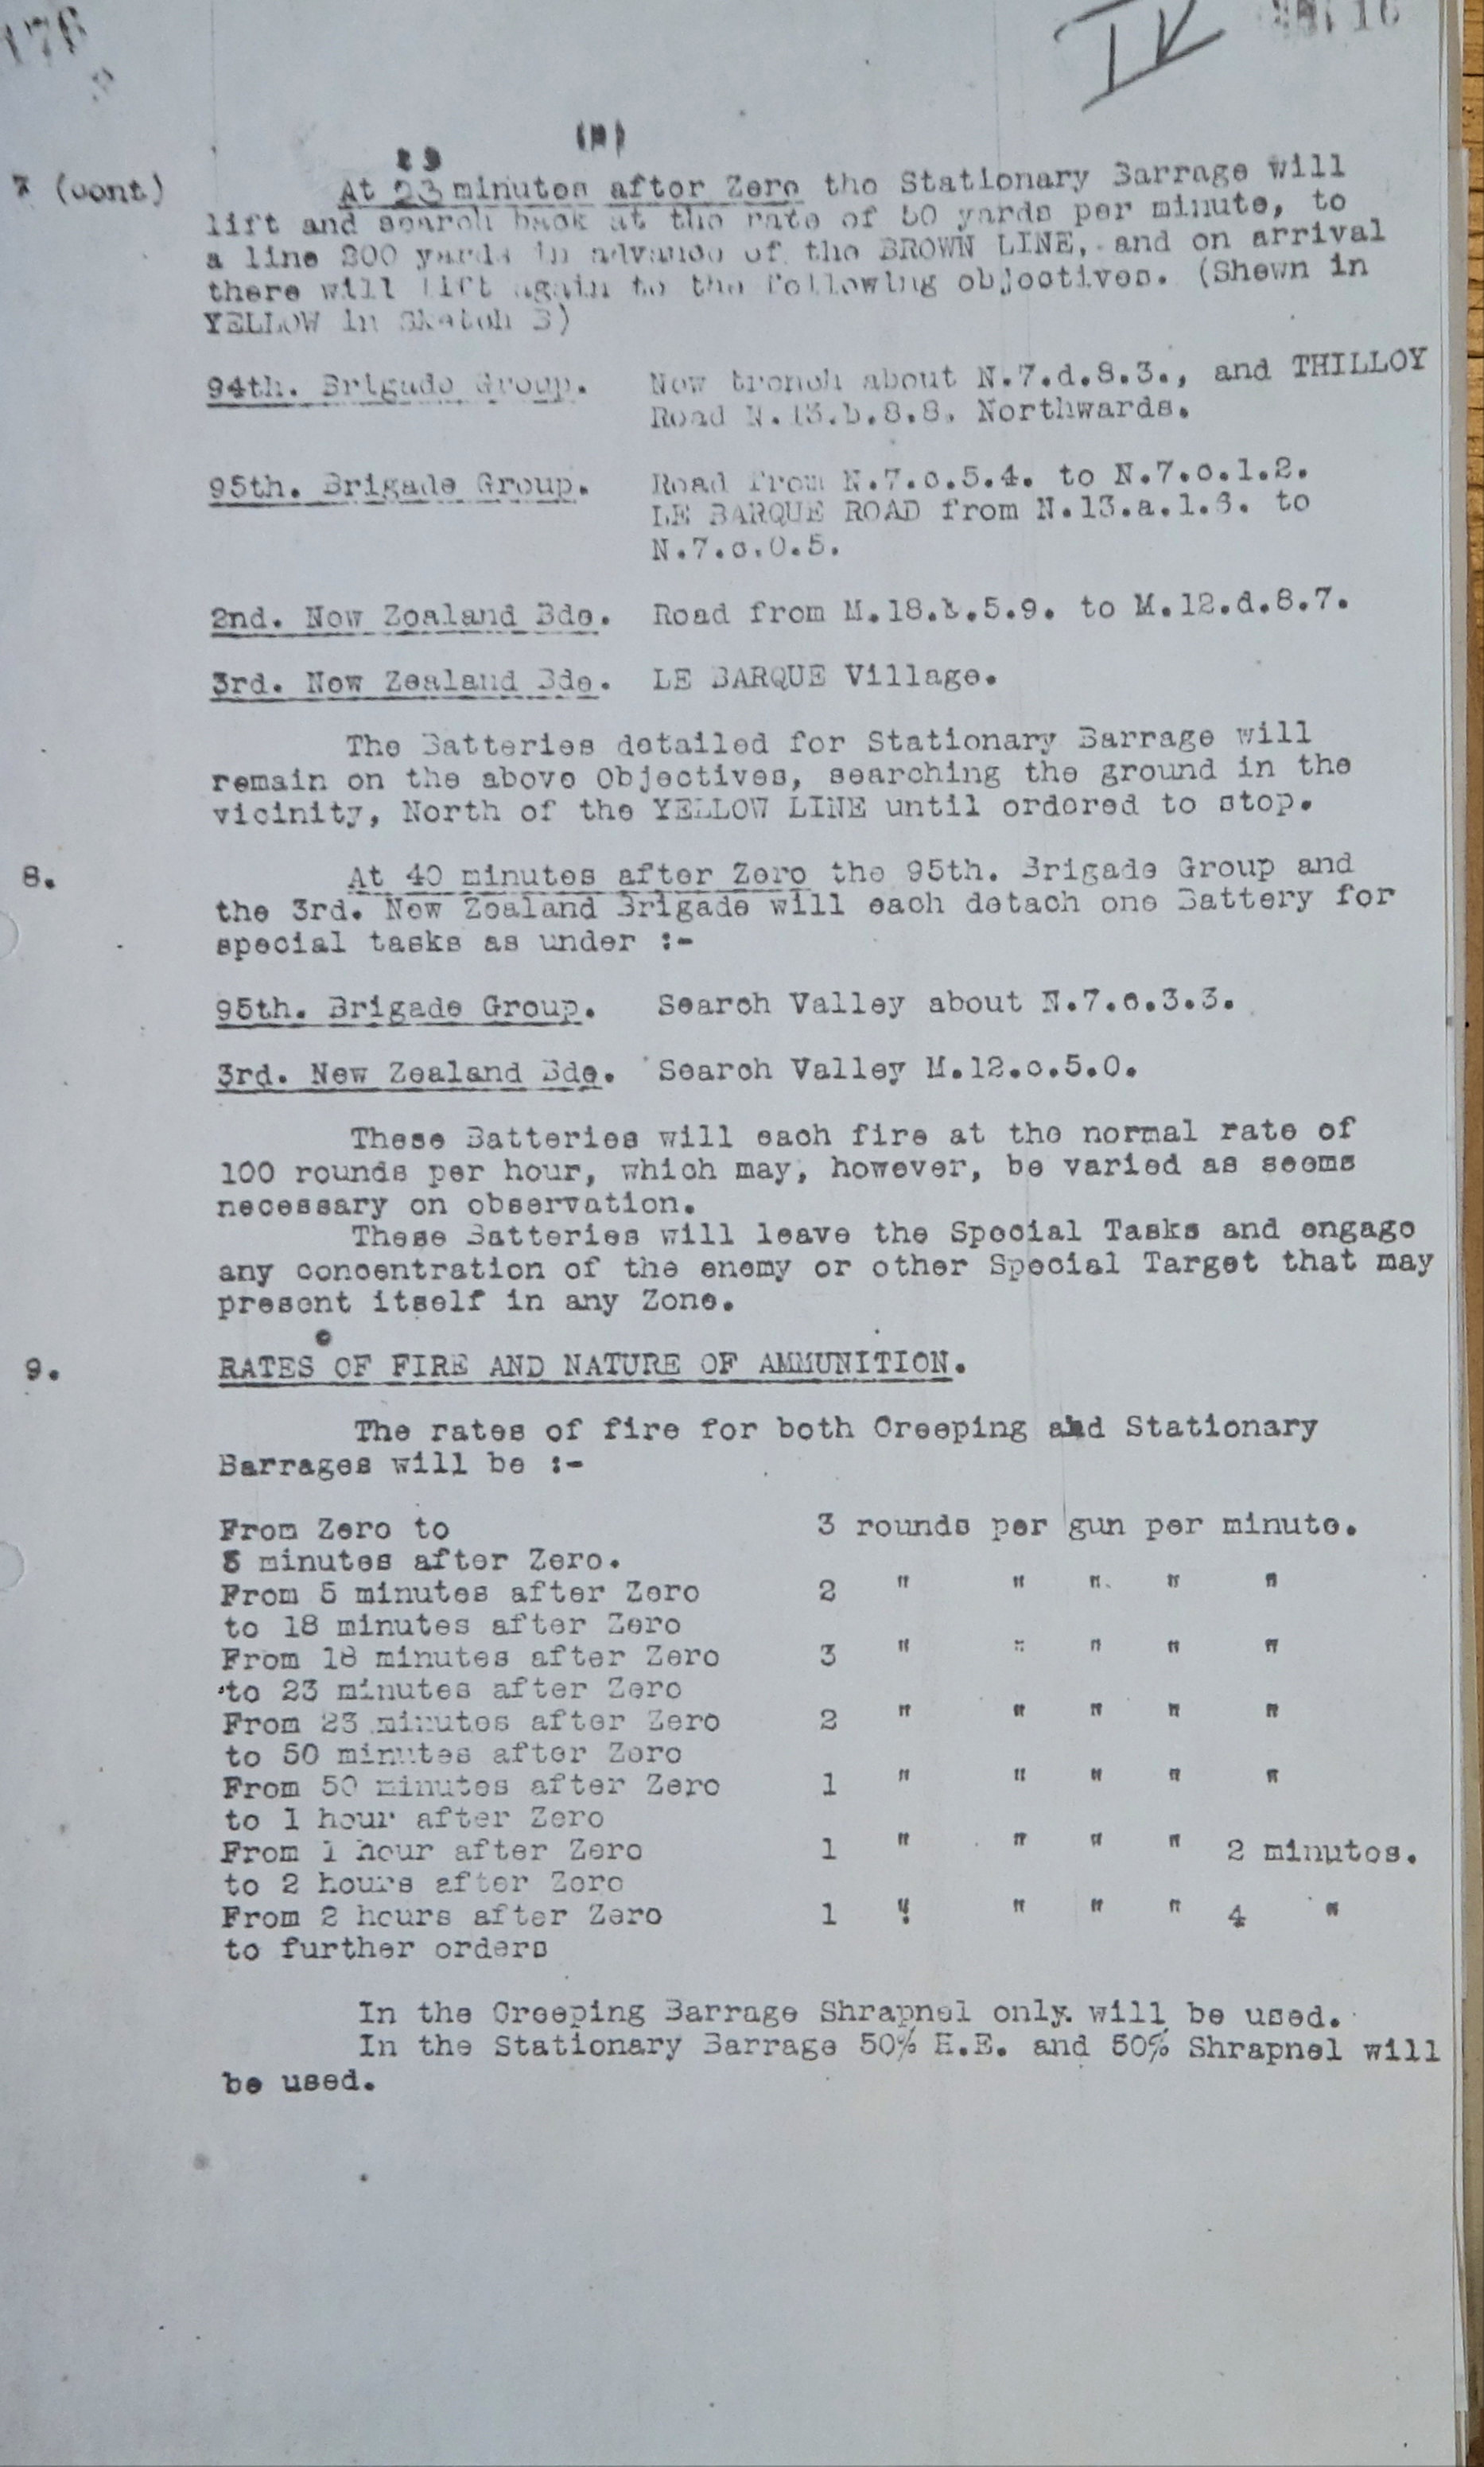 176
IV
16
7 (cont)
23
At 23 minutes after Zero the Stationary Barrage will
lift and search back at the rate of 50 yards per minute, to
a line 200 yards in advance of the BROWN LINE, and on arrival
there will lift again to the following objectives. (Shewn in
YELLOW in Sketch B)
94th. Brigade Group. New trench about N.7.d.8.3., and THILLOY
Road N.13.b.8.8. Northwards.
95th. Brigade Group. Road from N.7.c.5.4. to N.7.c.1.2.
LE BARQUE ROAD from N.13.a.1.8. to
N.7.c.0.5.
2nd. New Zealand Bde. Road from M.18.b.5.9. to M.12.d.8.7.
3rd. New Zealand Bde. LE BARQUE Village.
The Batteries detailed for Stationary Barrage will
remain on the above Objectives, searching the ground in the
vicinity, North of the YELLOW LINE until ordered to stop.
8. At 40 minutes after Zero the 95th. Brigade Group and
the 3rd. New Zealand Brigade will each detach one Battery for
special tasks as under :-
95th. Brigade Group. Search Valley about N.7.c.3.3.
3rd. New Zealand Bde. Search Valley M.12.c.5.0.
These Batteries will each fire at the normal rate of
100 rounds per hour, which may, however, be varied as seems
necessary on observation.
These Batteries will leave the Special Tasks and engage
any concentration of the enemy or other Special Target that may
present itself in any Zone.
9. RATES OF FIRE AND NATURE OF AMMUNITION.
The rates of fire for both Creeping and Stationary
Barrages will be :-
From Zero to 3 rounds per gun per minute.
5 minutes after Zero.
From 5 minutes after Zero 2 " " " " "
to 18 minutes after Zero
From 18 minutes after Zero 3 " " " " "
to 23 minutes after Zero
From 23 minutes after Zero 2 " " " " "
to 50 minutes after Zero
From 50 minutes after Zero 1 " " " " "
to 1 hour after Zero
From 1 hour after Zero 1 " " " " 2 minutes.
to 2 hours after Zero
From 2 hours after Zero 1 " " " " 4 "
to further orders
In the Creeping Barrage Shrapnel only will be used.
In the Stationary Barrage 50% H.E. and 50% Shrapnel will
be used.